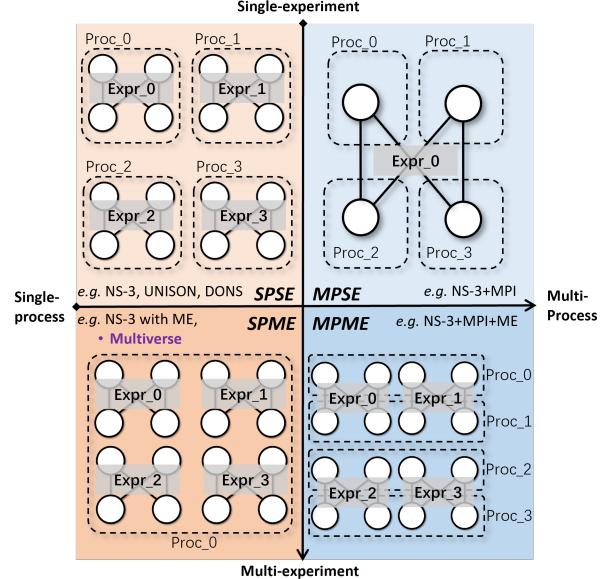 Single-experiment
Proc_0
Proc_1
Expr_0
Expr_1
Proc_2
Proc_3
Expr_2
Expr_3
e.g. NS-3, UNISON, DONS
SPSE
Proc_0
Proc_1
Expr_0
Proc_2
Proc_3
MPSE
e.g. NS-3+MPI
Single-
process
Multi-
Process
e.g. NS-3 with ME,
• Multiverse
SPME
Expr_0
Expr_1
Expr_2
Expr_3
Proc_0
MPME
e.g. NS-3+MPI+ME
Proc_0
Expr_0
Expr_1
Proc_1
Proc_2
Expr_2
Expr_3
Proc_3
Multi-experiment